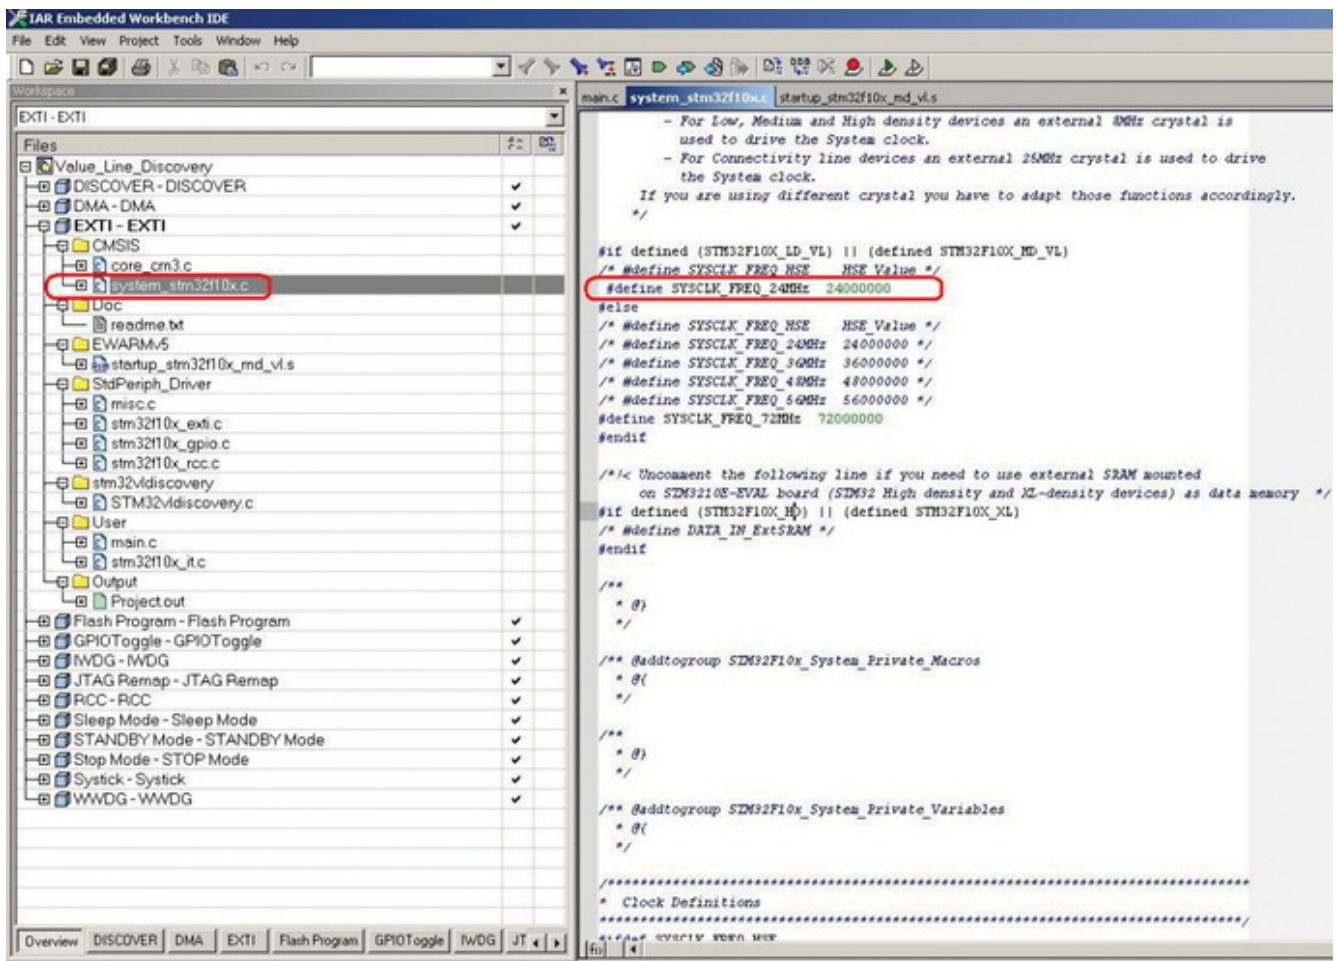 IAR Embedded Workbench IDE
File Edit View Project Tools Window Help
Workspace
EXTI - EXTI
Files
Value_Line_Discovery
DISCOVER - DISCOVER
DMA - DMA
EXTI - EXTI
CMSIS
core_cm3.c
system_stm32f10x.c
Doc
readme.txt
EWARMv5
startup_stm32f10x_md_vl.s
StdPeriph_Driver
misc.c
stm32f10x_exti.c
stm32f10x_gpio.c
stm32f10x_rcc.c
stm32vldiscovery
STM32vldiscovery.c
User
main.c
stm32f10x_it.c
Output
Project.out
Flash Program - Flash Program
GPIOToggle - GPIOToggle
IWDG - IWDG
JTAG Remap - JTAG Remap
RCC - RCC
Sleep Mode - Sleep Mode
STANDBY Mode - STANDBY Mode
Stop Mode - STOP Mode
Systick - Systick
WWDG - WWDG
Overview DISCOVER DMA EXTI Flash Program GPIOToggle IWDG JT
main.c system_stm32f10x.c startup_stm32f10x_md_vl.s
- For Low, Medium and High density devices an external 8MHz crystal is
used to drive the System clock.
- For Connectivity line devices an external 25MHz crystal is used to drive
the System clock.
If you are using different crystal you have to adapt those functions accordingly.
*/
#if defined (STM32F10X_LD_VL) || (defined STM32F10X_MD_VL)
/* #define SYSCLK_FREQ_HSE HSE_Value */
#define SYSCLK_FREQ_24MHz 24000000
#else
/* #define SYSCLK_FREQ_HSE HSE_Value */
/* #define SYSCLK_FREQ_24MHz 24000000 */
/* #define SYSCLK_FREQ_36MHz 36000000 */
/* #define SYSCLK_FREQ_48MHz 48000000 */
/* #define SYSCLK_FREQ_56MHz 56000000 */
#define SYSCLK_FREQ_72MHz 72000000
#endif
/*!< Uncomment the following line if you need to use external SRAM mounted
on STM3210E-EVAL board (STM32 High density and XL-density devices) as data memory */
#if defined (STM32F10X_HD) || (defined STM32F10X_XL)
/* #define DATA_IN_ExtSRAM */
#endif
/**
* @}
*/
/** @addtogroup STM32F10x_System_Private_Macros
* @{
*/
/**
* @}
*/
/** @addtogroup STM32F10x_System_Private_Variables
* @{
*/
/*******************************************************************************
* Clock Definitions
*******************************************************************************/
#ifdef SYSCLK_FREQ_HSE
fo